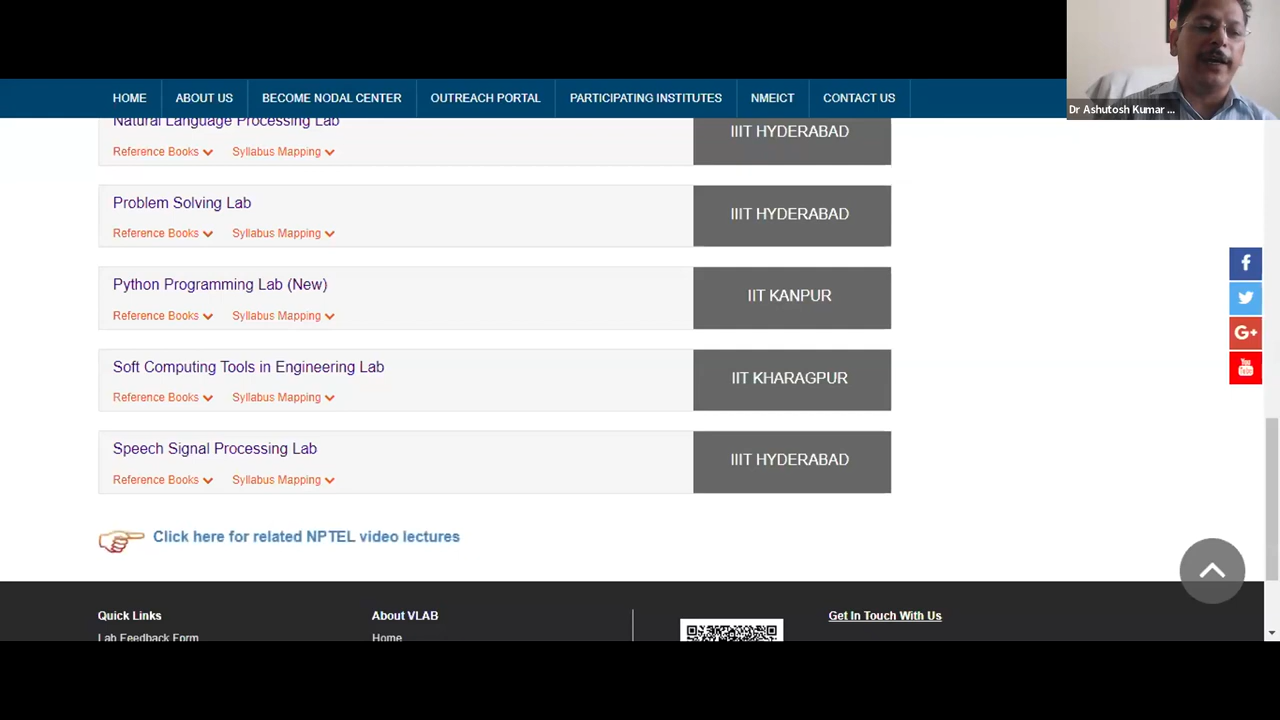 Dr Ashutosh Kumar ...
HOME ABOUT US BECOME NODAL CENTER OUTREACH PORTAL PARTICIPATING INSTITUTES NMEICT CONTACT US
Natural Language Processing Lab
IIIT HYDERABAD
Reference Books Syllabus Mapping
Problem Solving Lab
IIIT HYDERABAD
Reference Books Syllabus Mapping
Python Programming Lab (New)
IIT KANPUR
Reference Books Syllabus Mapping
Soft Computing Tools in Engineering Lab
IIT KHARAGPUR
Reference Books Syllabus Mapping
Speech Signal Processing Lab
IIIT HYDERABAD
Reference Books Syllabus Mapping
f
G+
You Tube
Click here for related NPTEL video lectures
Quick Links About VLAB Get In Touch With Us
Lab Feedback Form Home